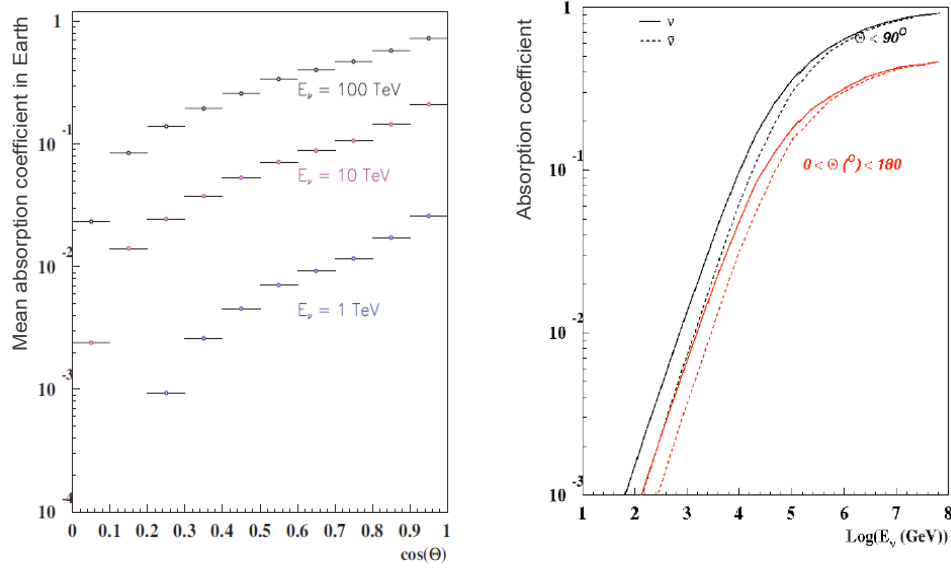 Mean absorption coefficient in Earth
1
10⁻¹
10⁻²
10⁻³
10⁻⁴
E_ν = 100 TeV
E_ν = 10 TeV
E_ν = 1 TeV
0 0.1 0.2 0.3 0.4 0.5 0.6 0.7 0.8 0.9 1
cos(Θ)
Absorption coefficient
1
10⁻¹
10⁻²
10⁻³
ν
ν̄
Θ < 90°
0 < Θ (°) < 180
1 2 3 4 5 6 7 8
Log(E_ν (GeV))